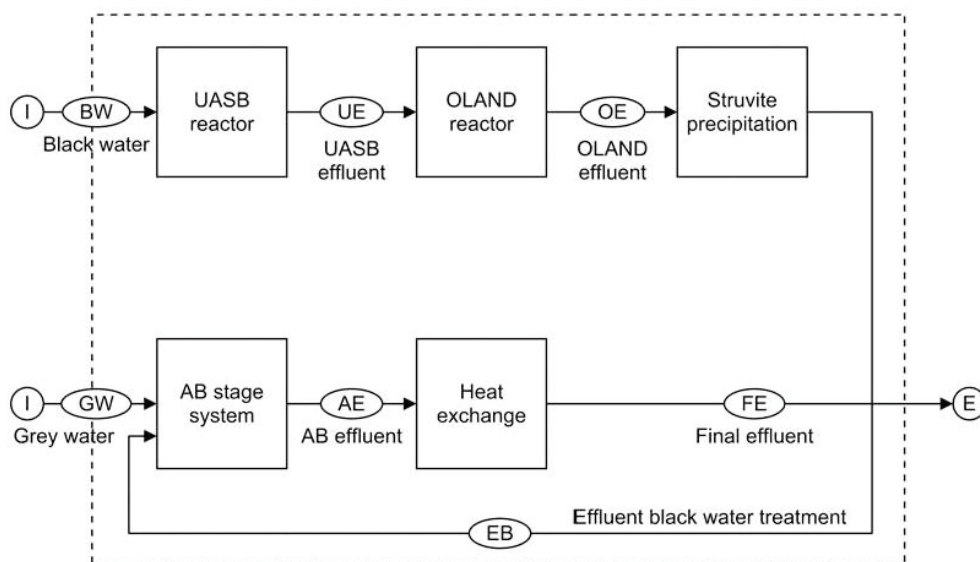 UASB
reactor
OLAND
reactor
Struvite
precipitation
I
BW
UE
OE
Black water
UASB
effluent
OLAND
effluent
AB stage
system
Heat
exchange
I
GW
AE
FE
E
Grey water
AB effluent
Final effluent
Effluent black water treatment
EB